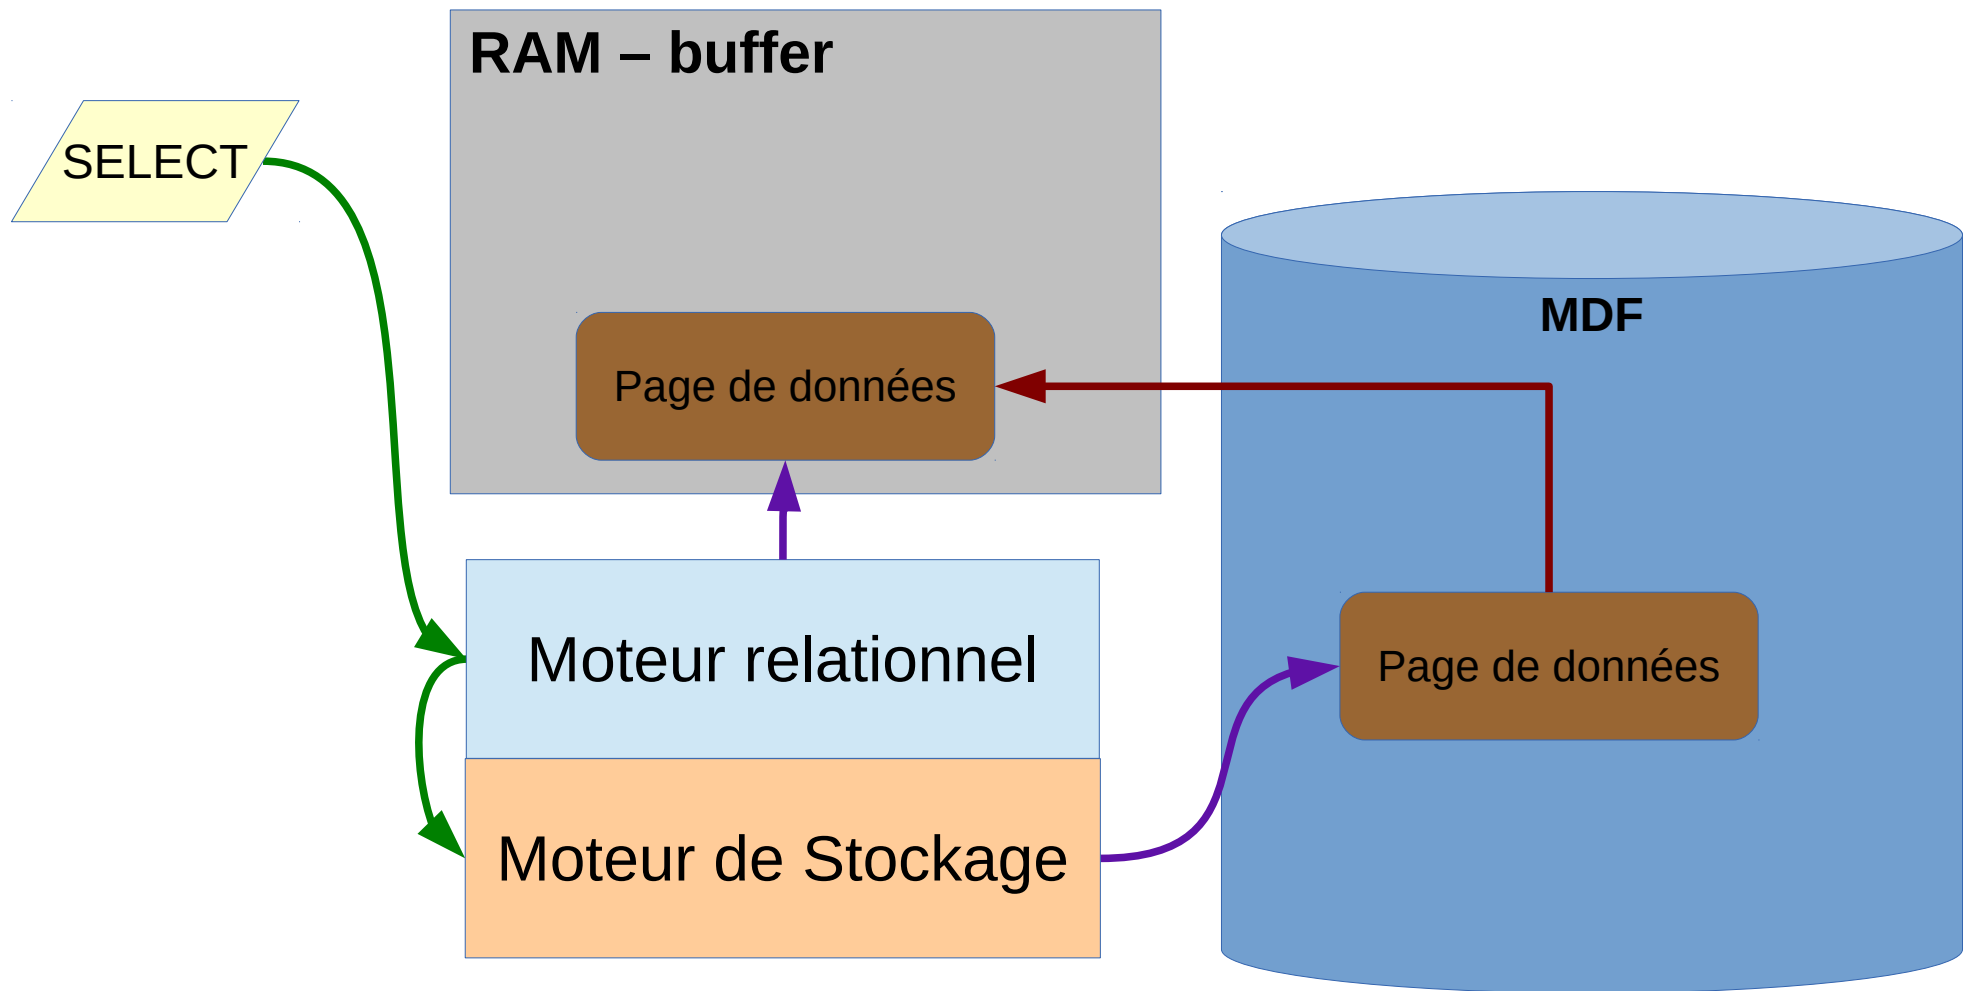 RAM – buffer
SELECT
MDF
Page de données
Moteur relationnel
Page de données
Moteur de Stockage